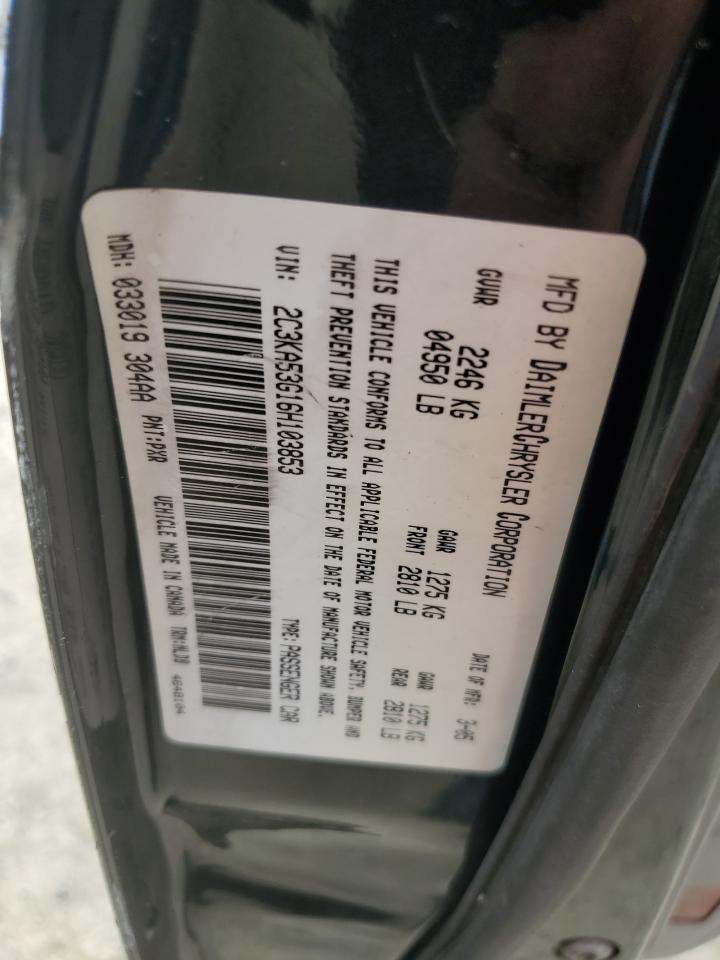 MFD BY DAIMLERCHRYSLER CORPORATION
DATE OF MFR: 3-05
GVWR 2246 KG
04950 LB
GAWR 1275 KG
FRONT 2810 LB
GAWR 1275 KG
REAR 2810 LB
THIS VEHICLE CONFORMS TO ALL APPLICABLE FEDERAL MOTOR VEHICLE SAFETY, BUMPER AND
THEFT PREVENTION STANDARDS IN EFFECT ON THE DATE OF MANUFACTURE SHOWN ABOVE.
VIN: 2C3KA53G16H103853
TYPE: PASSENGER CAR
MDH: 033019 304AA
PNT:PXR
VEHICLE MADE IN CANADA
4648104